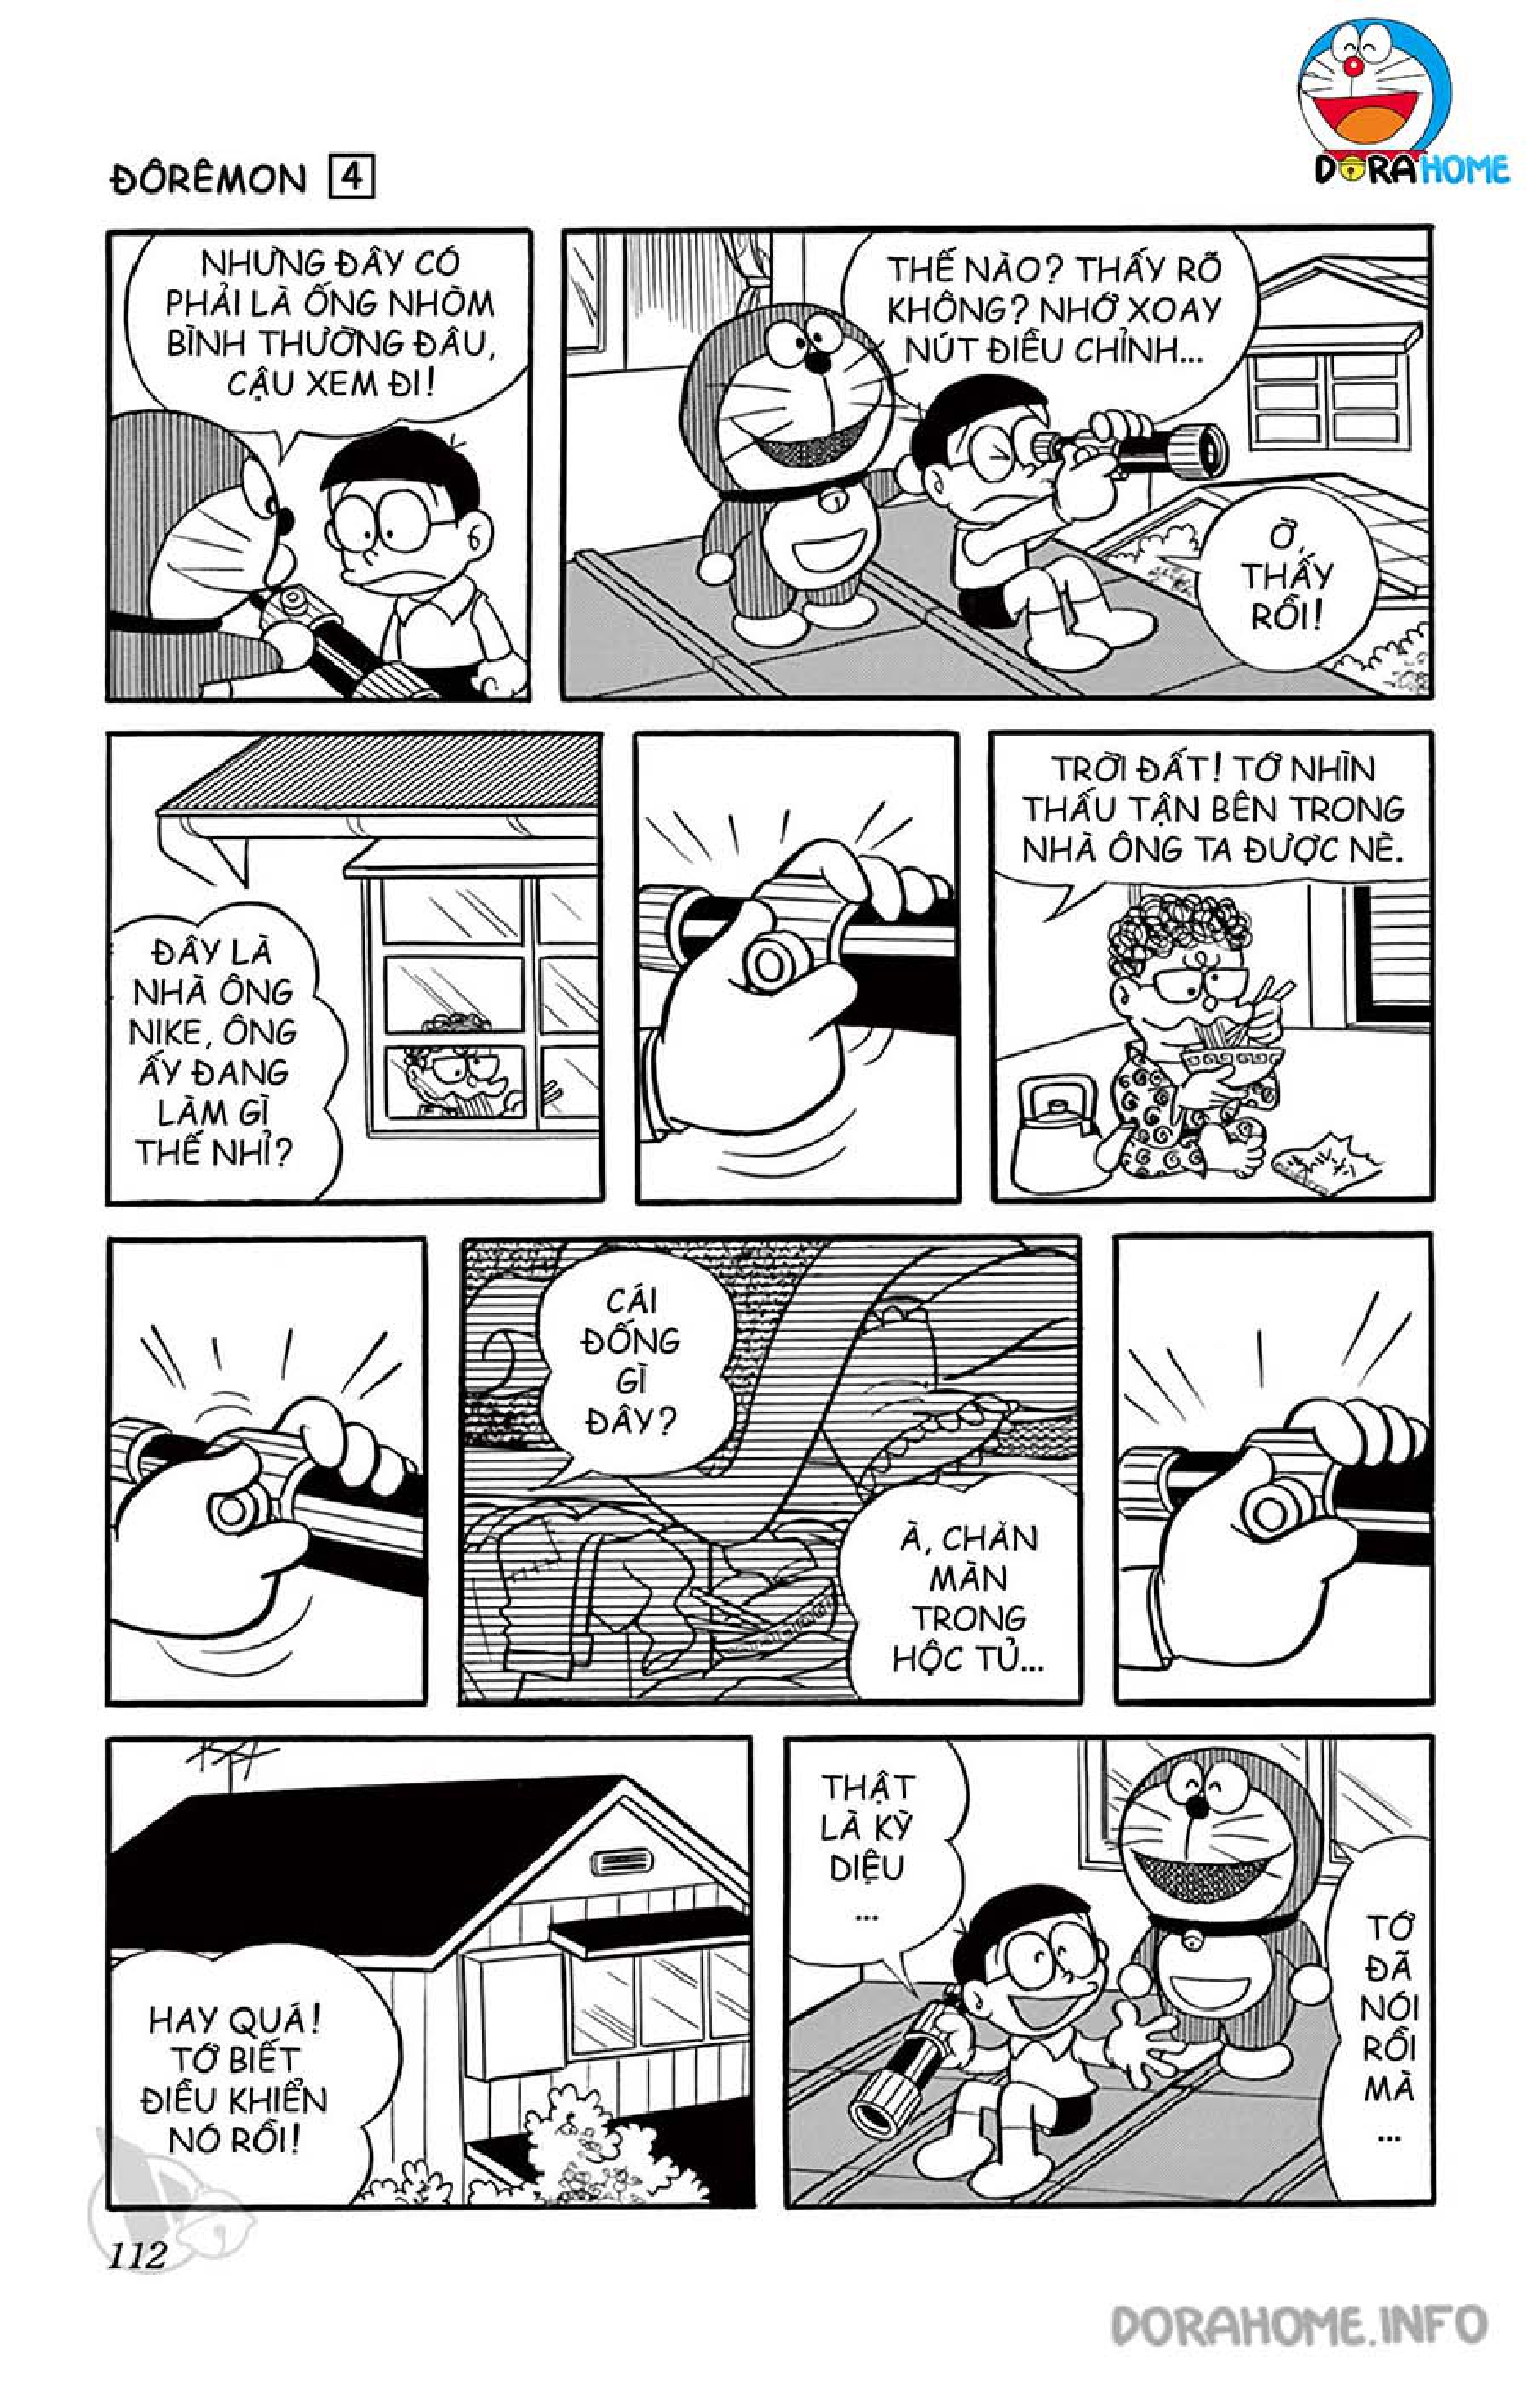 DORAHOME
ĐÔRÊMON 4
NHƯNG ĐÂY CÓ
PHẢI LÀ ỐNG NHÒM
BÌNH THƯỜNG ĐÂU,
CẬU XEM ĐI!
THẾ NÀO? THẤY RÕ
KHÔNG? NHỚ XOAY
NÚT ĐIỀU CHỈNH...
Ờ,
THẤY
RỒI!
ĐÂY LÀ
NHÀ ÔNG
NIKE, ÔNG
ẤY ĐANG
LÀM GÌ
THẾ NHỈ?
TRỜI ĐẤT! TỚ NHÌN
THẤU TẬN BÊN TRONG
NHÀ ÔNG TA ĐƯỢC NÈ.
CÁI
ĐỐNG
GÌ
ĐÂY?
À, CHĂN
MÀN
TRONG
HỘC TỦ...
HAY QUÁ!
TỚ BIẾT
ĐIỀU KHIỂN
NÓ RỒI!
THẬT
LÀ KỲ
DIỆU
...
TỚ
ĐÃ
NÓI
RỒI
MÀ
...
112
DORAHOME.INFO